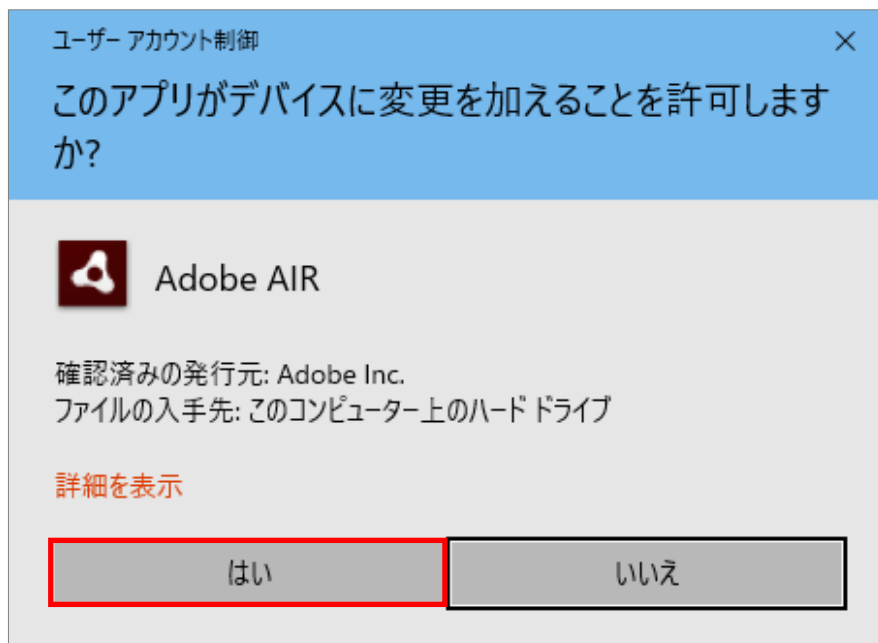 ユーザー アカウント制御
このアプリがデバイスに変更を加えることを許可します
か?
Adobe AIR
確認済みの発行元: Adobe Inc.
ファイルの入手先: このコンピューター上のハード ドライブ
詳細を表示
はい
いいえ